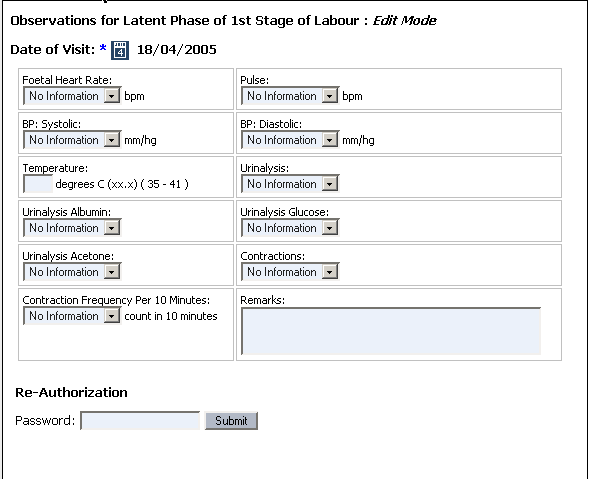 Observations for Latent Phase of 1st Stage of Labour : Edit Mode
Date of Visit: * 4 18/04/2005
Foetal Heart Rate:
No Information bpm
Pulse:
No Information bpm
BP: Systolic:
No Information mm/hg
BP: Diastolic:
No Information mm/hg
Temperature:
degrees C (xx.x) ( 35 - 41 )
Urinalysis:
No Information
Urinalysis Albumin:
No Information
Urinalysis Glucose:
No Information
Urinalysis Acetone:
No Information
Contractions:
No Information
Contraction Frequency Per 10 Minutes:
No Information count in 10 minutes
Remarks:
Re-Authorization
Password: Submit